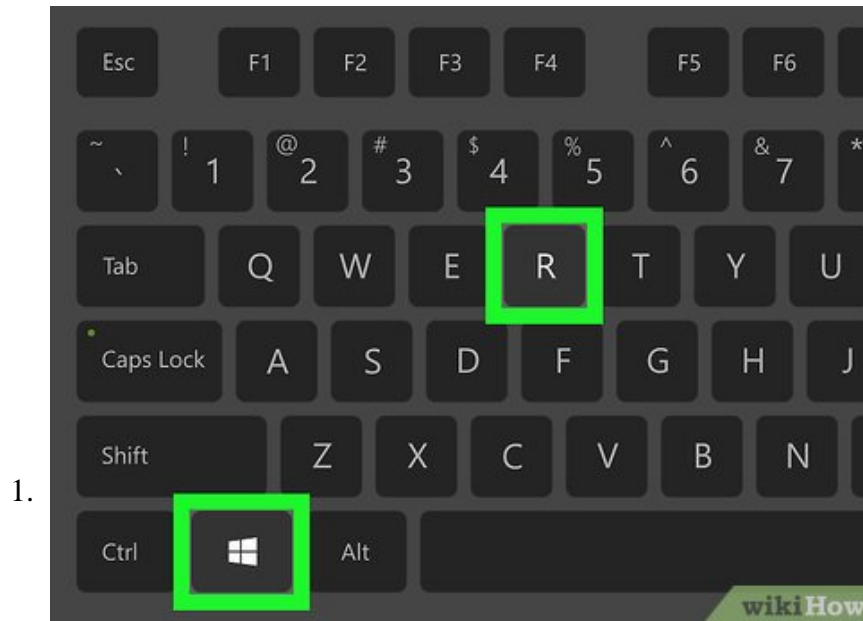 Esc F1 F2 F3 F4 F5 F6
~ ` ! 1 @ 2 # 3 $ 4 % 5 ^ 6 & 7 *
Tab Q W E R T Y U
Caps Lock A S D F G H J
Shift Z X C V B N
1.
Ctrl Alt
wikiHow